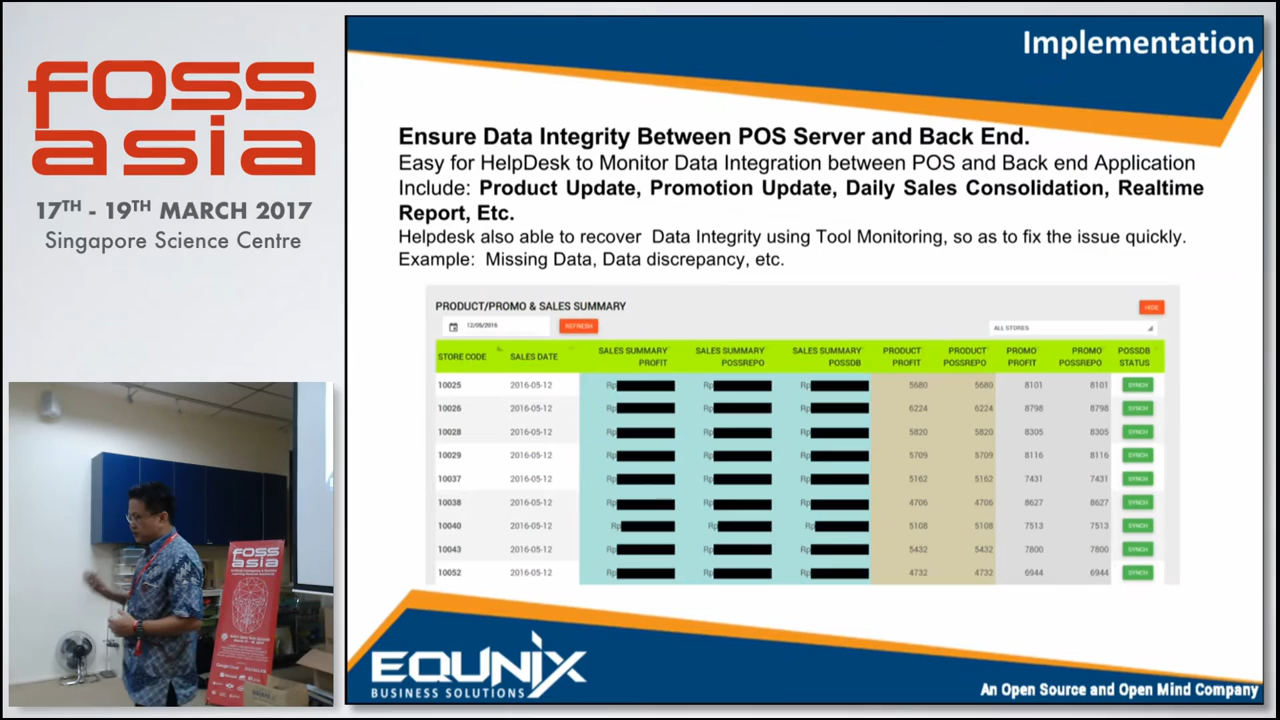 foss
asia
17TH - 19TH MARCH 2017
Singapore Science Centre
Implementation
Ensure Data Integrity Between POS Server and Back End.
Easy for HelpDesk to Monitor Data Integration between POS and Back end Application
Include: Product Update, Promotion Update, Daily Sales Consolidation, Realtime
Report, Etc.
Helpdesk also able to recover Data Integrity using Tool Monitoring, so as to fix the issue quickly.
Example: Missing Data, Data discrepancy, etc.
PRODUCT/PROMO & SALES SUMMARY
HIDE
12/05/2016 REFRESH ALL STORES
STORE CODE SALES DATE SALES SUMMARY PROFIT SALES SUMMARY POSSREPO SALES SUMMARY POSSDB PRODUCT PROFIT PRODUCT POSSREPO PROMO PROFIT PROMO POSSREPO POSSDB STATUS
10025 2016-05-12 Rp Rp Rp 5680 5680 8101 8101 SYNCH
10026 2016-05-12 Rp Rp Rp 6224 6224 8798 8798 SYNCH
10028 2016-05-12 Rp Rp Rp 5820 5820 8305 8305 SYNCH
10029 2016-05-12 Rp Rp Rp 5709 5709 8116 8116 SYNCH
10037 2016-05-12 Rp Rp Rp 5162 5162 7431 7431 SYNCH
10038 2016-05-12 Rp Rp Rp 4706 4706 8627 8627 SYNCH
10040 2016-05-12 Rp Rp Rp 5108 5108 7513 7513 SYNCH
10043 2016-05-12 Rp Rp Rp 5432 5432 7800 7800 SYNCH
10052 2016-05-12 Rp Rp Rp 4732 4732 6944 6944 SYNCH
foss
asia
EQUNIX
BUSINESS SOLUTIONS
An Open Source and Open Mind Company